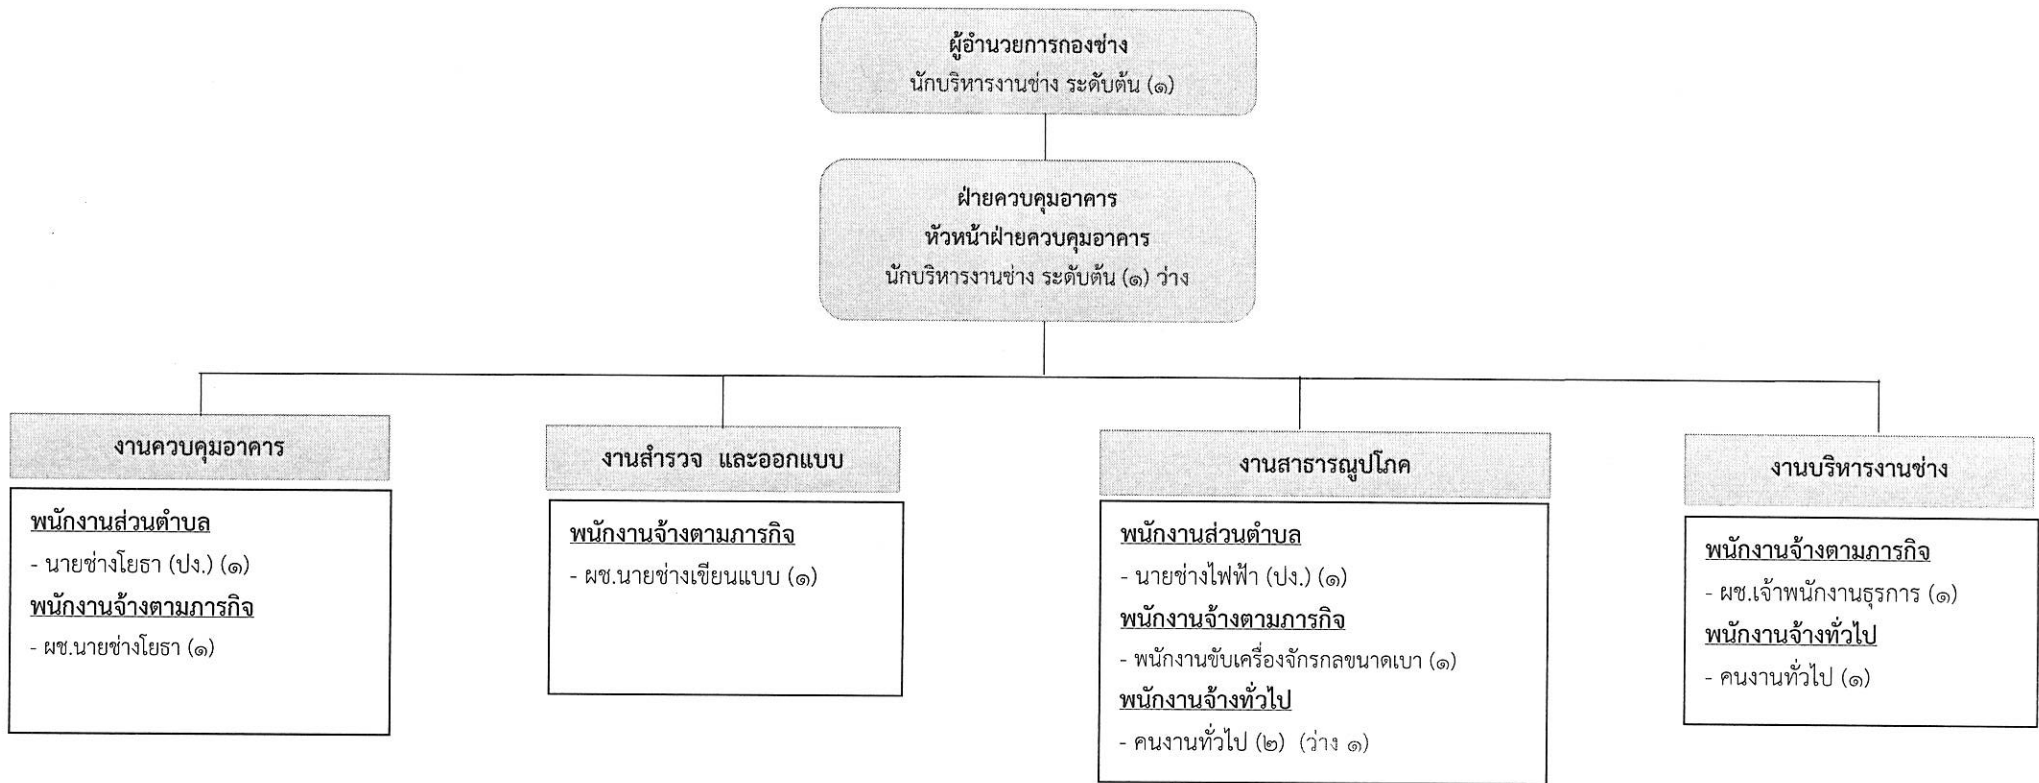 ผู้อำนวยการกองช่าง
นักบริหารงานช่าง ระดับต้น (๑)
ฝ่ายควบคุมอาคาร
หัวหน้าฝ่ายควบคุมอาคาร
นักบริหารงานช่าง ระดับต้น (๑) ว่าง
งานควบคุมอาคาร
พนักงานส่วนตำบล
- นายช่างโยธา (ปง.) (๑)
พนักงานจ้างตามภารกิจ
- ผช.นายช่างโยธา (๑)
งานสำรวจ และออกแบบ
พนักงานจ้างตามภารกิจ
- ผช.นายช่างเขียนแบบ (๑)
งานสาธารณูปโภค
พนักงานส่วนตำบล
- นายช่างไฟฟ้า (ปง.) (๑)
พนักงานจ้างตามภารกิจ
- พนักงานขับเครื่องจักรกลขนาดเบา (๑)
พนักงานจ้างทั่วไป
- คนงานทั่วไป (๒) (ว่าง ๑)
งานบริหารงานช่าง
พนักงานจ้างตามภารกิจ
- ผช.เจ้าพนักงานธุรการ (๑)
พนักงานจ้างทั่วไป
- คนงานทั่วไป (๑)